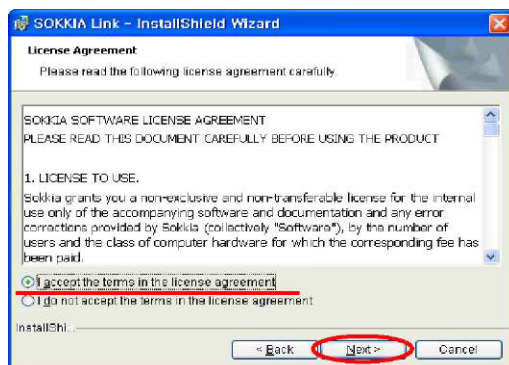 SOKKIA Link - InstallShield Wizard
License Agreement
Please read the following license agreement carefully.
SOKKIA SOFTWARE LICENSE AGREEMENT
PLEASE READ THIS DOCUMENT CAREFULLY BEFORE USING THE PRODUCT
1. LICENSE TO USE.
Sokkia grants you a non-exclusive and non-transferable license for the internal
use only of the accompanying software and documentation and any error
corrections provided by Sokkia (collectively "Software"), by the number of
users and the class of computer hardware for which the corresponding fee has
been paid.
I accept the terms in the license agreement
I do not accept the terms in the license agreement
InstallShi...
< Back
Next >
Cancel